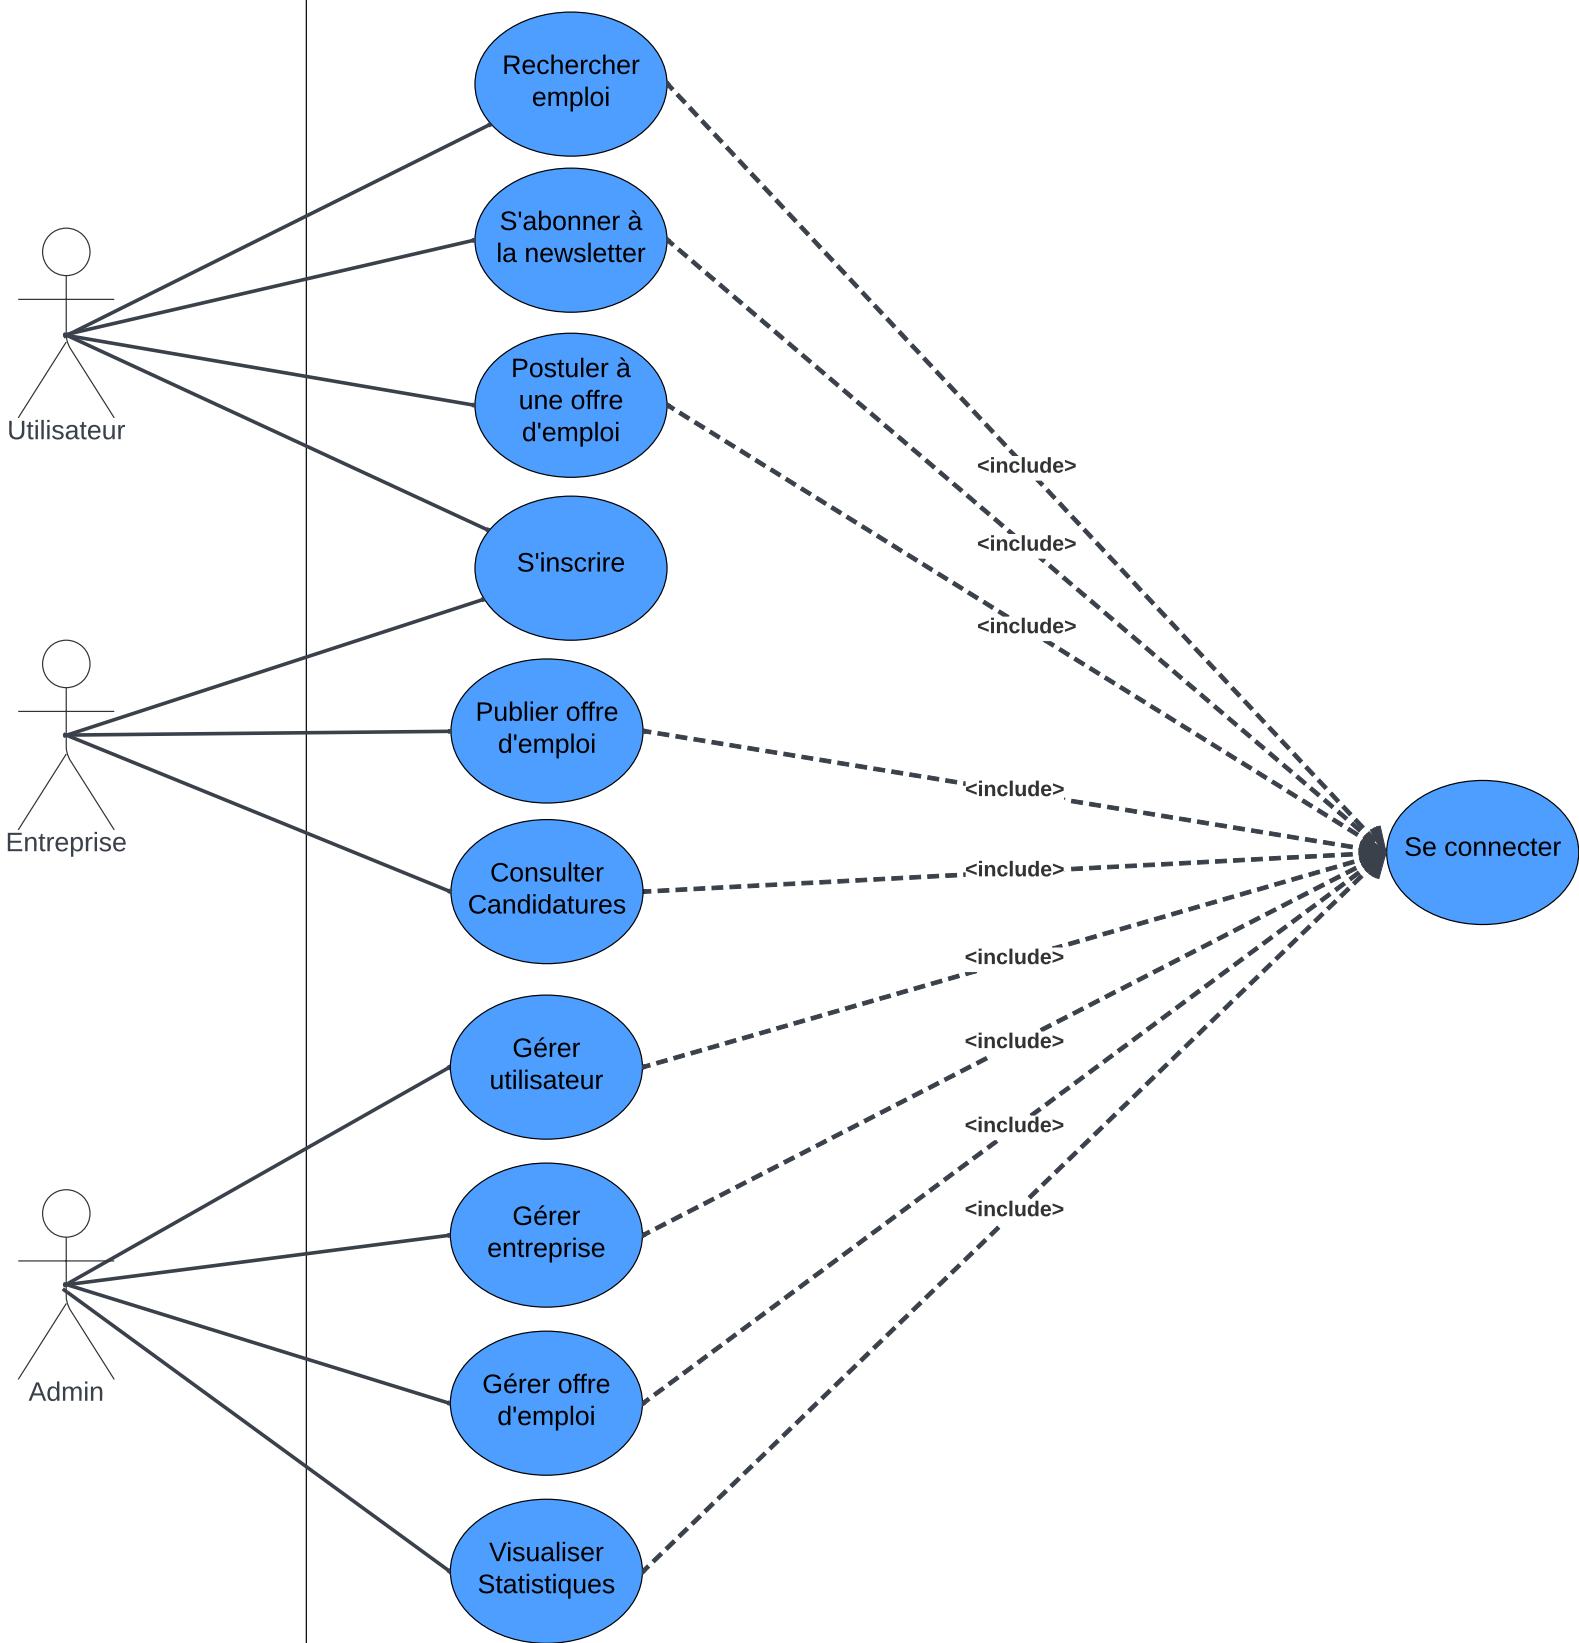 Rechercher
emploi
S'abonner à
la newsletter
Utilisateur
Postuler à
une offre
d'emploi
<include>
<include>
S'inscrire
<include>
Entreprise
Publier offre
d'emploi
<include>
Se connecter
Consulter
Candidatures
<include>
<include>
Gérer
utilisateur
<include>
<include>
Gérer
entreprise
<include>
Admin
Gérer offre
d'emploi
Visualiser
Statistiques